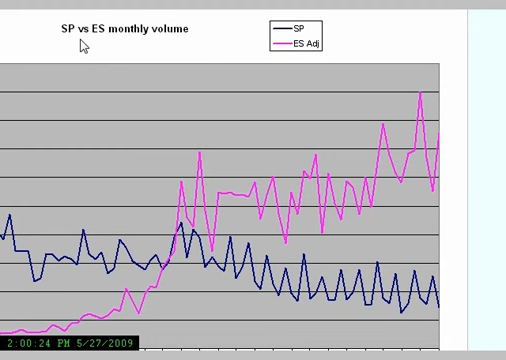 SP vs ES monthly volume
SP
ES Adj
2:00:24 PM 5/27/2009